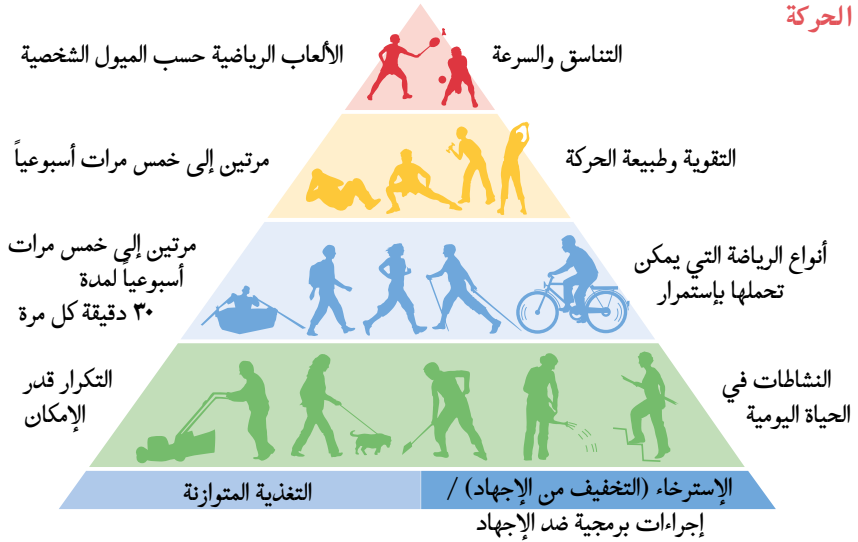 الحركة
التناسق والسرعة
الألعاب الرياضية حسب الميول الشخصية
التقوية وطبيعة الحركة
مرتين إلى خمس مرات أسبوعياً
أنواع الرياضة التي يمكن
تحملها بإستمرار
مرتين إلى خمس مرات
أسبوعياً لمدة
٣٠ دقيقة كل مرة
النشاطات في
الحياة اليومية
التكرار قدر
الإمكان
الإسترخاء (التخفيف من الإجهاد) /
إجراءات برمجية ضد الإجهاد
التغذية المتوازنة